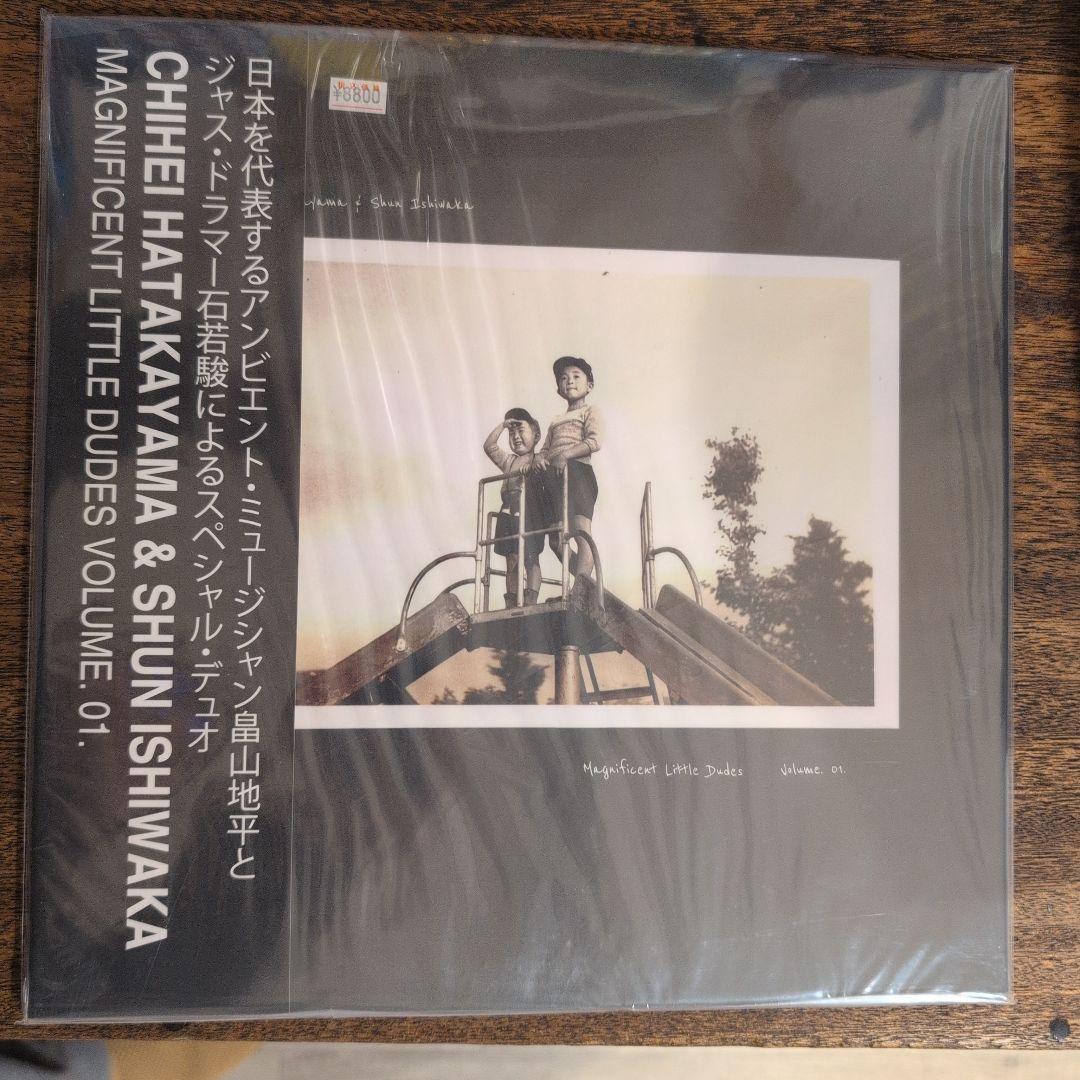 日本を代表するアンビエント・ミュージシャン畠山地平と
ジャス・ドラマー石若駿によるスペシャル・デュオ
CHIHEI HATAKAYAMA & SHUN ISHIWAKA
MAGNIFICENT LITTLE DUDES VOLUME. 01.
¥8800
ayama & Shun Ishiwaka
Magnificent Little Dudes Volume. 01.